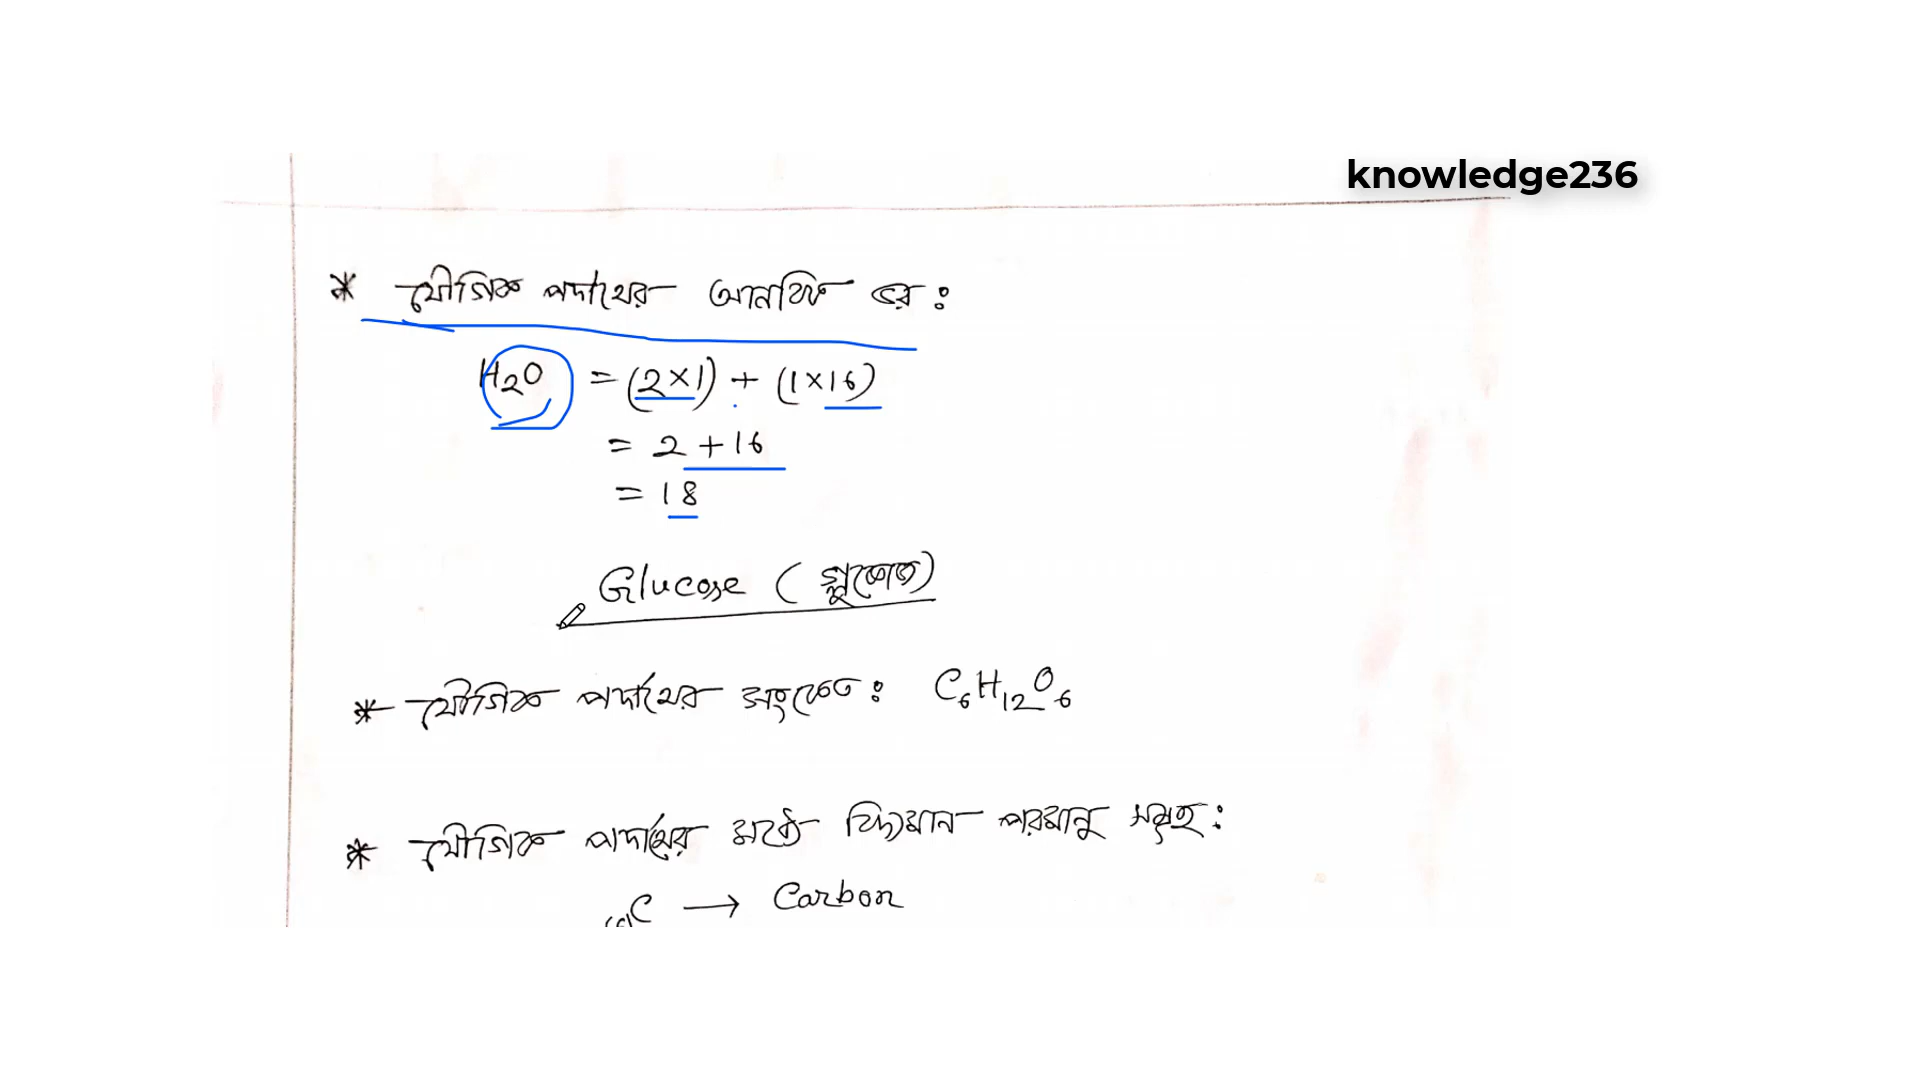 knowledge236
* যৌগিক পদার্থের আনবিক ভর :
H₂O = (2×1) + (1×16)
= 2 + 16
= 18
Glucose ( গ্লুকোজ )
* যৌগিক পদার্থের সংকেত : C₆H₁₂O₆
* যৌগিক পদার্থের মধ্যে বিদ্যমান পরমানু সমূহ :
C → Carbon